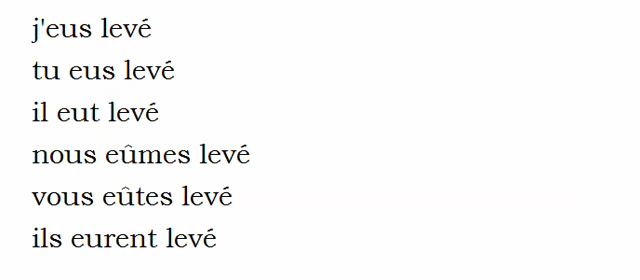 j'eus levé
tu eus levé
il eut levé
nous eûmes levé
vous eûtes levé
ils eurent levé